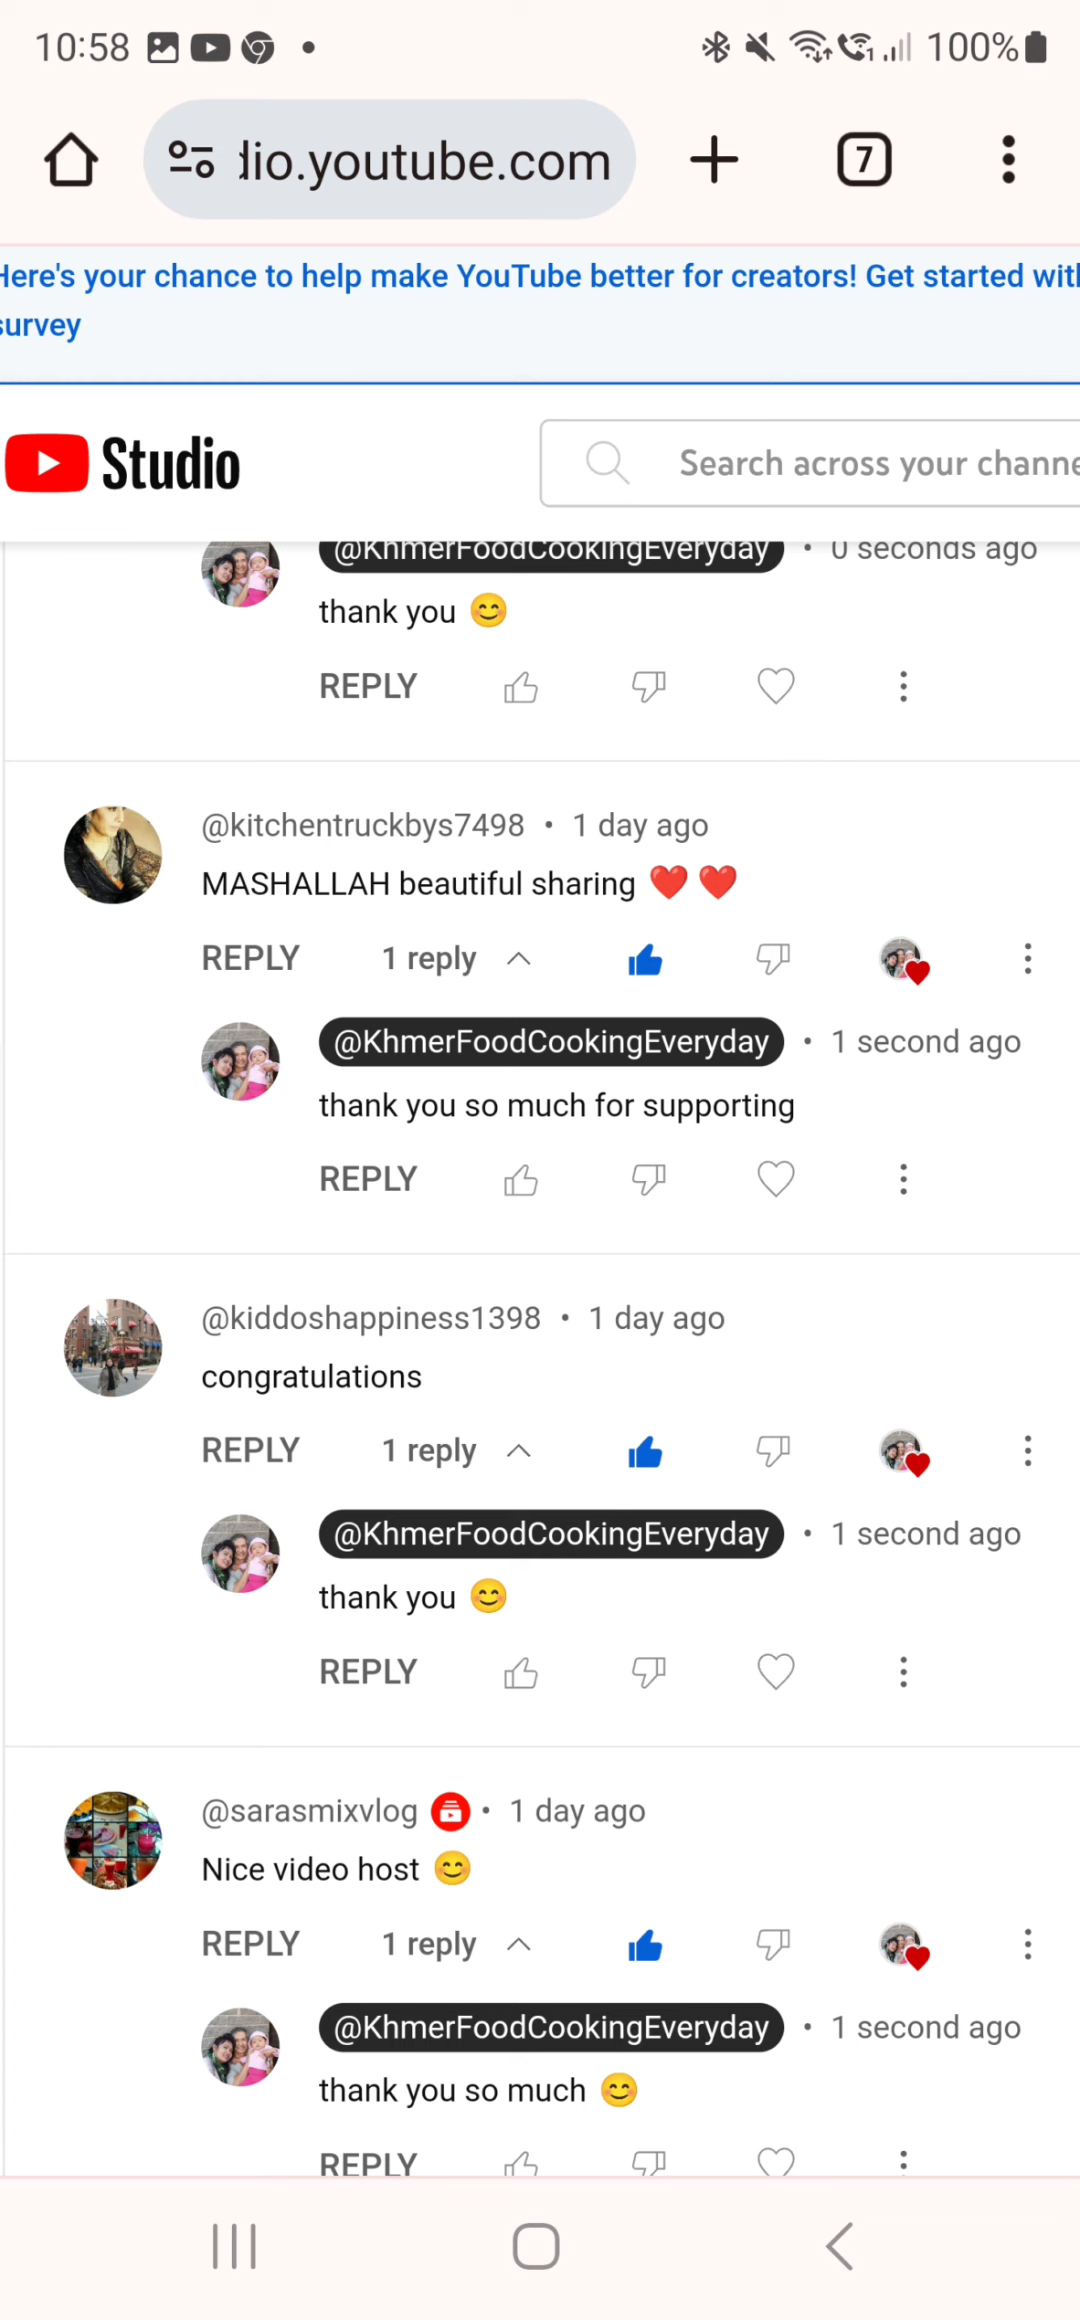 10:58
100%
dio.youtube.com
7
Here's your chance to help make YouTube better for creators! Get started with
survey
Studio
Search across your channe
@KhmerFoodCookingEveryday • 0 seconds ago
thank you 😊
REPLY
@kitchentruckbys7498 • 1 day ago
MASHALLAH beautiful sharing ❤️ ❤️
REPLY 1 reply
@KhmerFoodCookingEveryday • 1 second ago
thank you so much for supporting
REPLY
@kiddoshappiness1398 • 1 day ago
congratulations
REPLY 1 reply
@KhmerFoodCookingEveryday • 1 second ago
thank you 😊
REPLY
@sarasmixvlog • 1 day ago
Nice video host 😊
REPLY 1 reply
@KhmerFoodCookingEveryday • 1 second ago
thank you so much 😊
REPLY